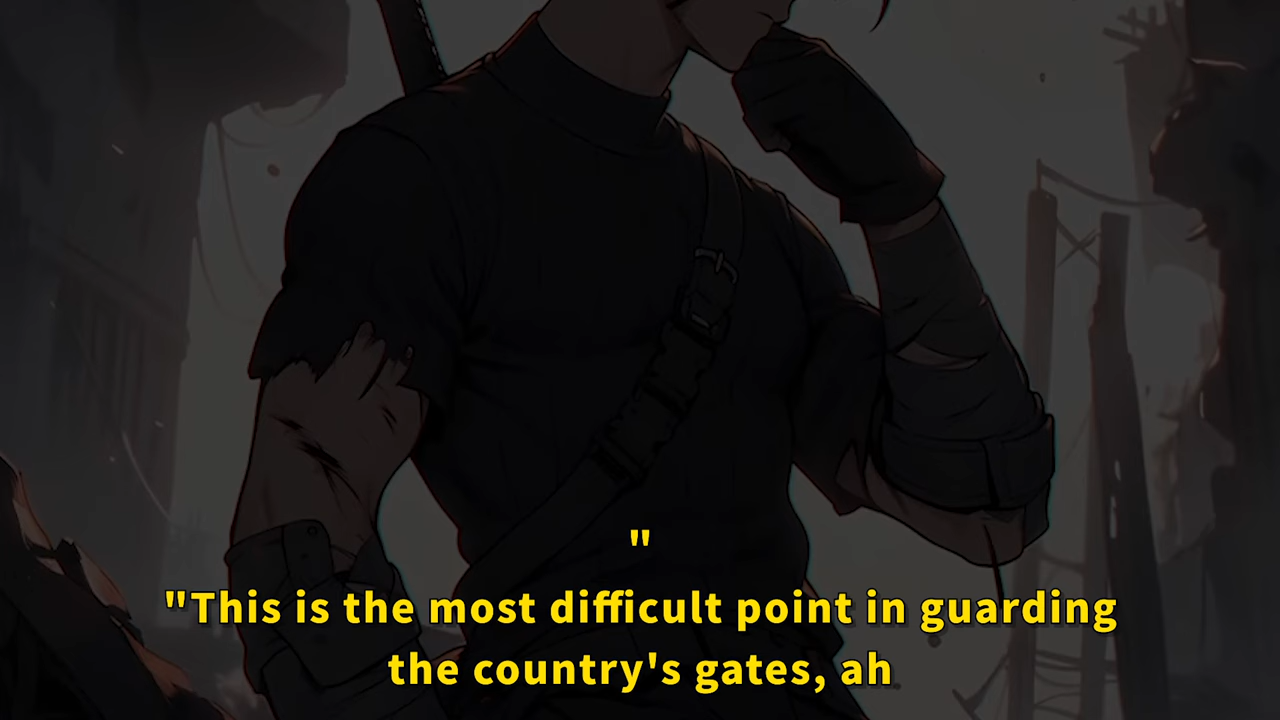 "
"This is the most difficult point in guarding
the country's gates, ah